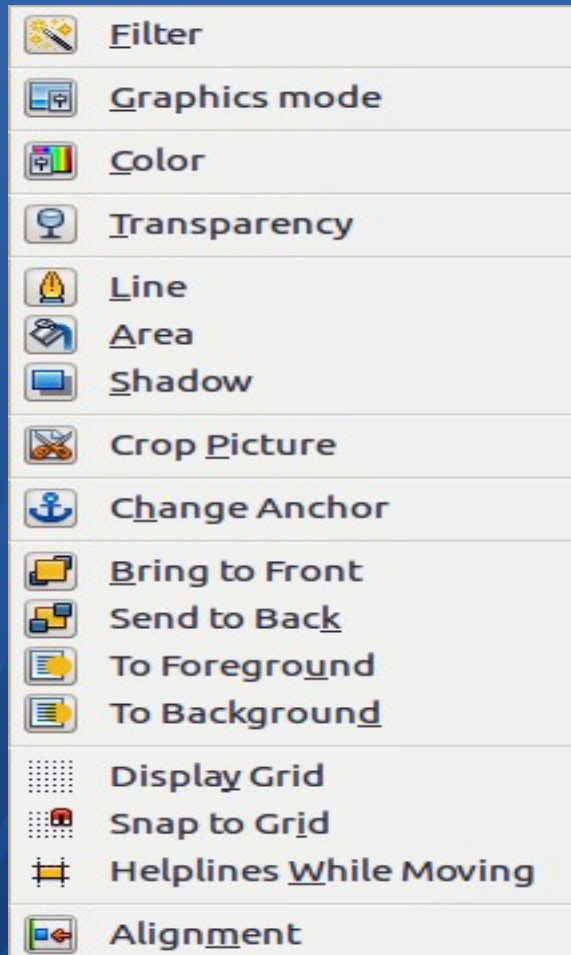 Filter
Graphics mode
Color
Transparency
Line
Area
Shadow
Crop Picture
Change Anchor
Bring to Front
Send to Back
To Foreground
To Background
Display Grid
Snap to Grid
Helplines While Moving
Alignment